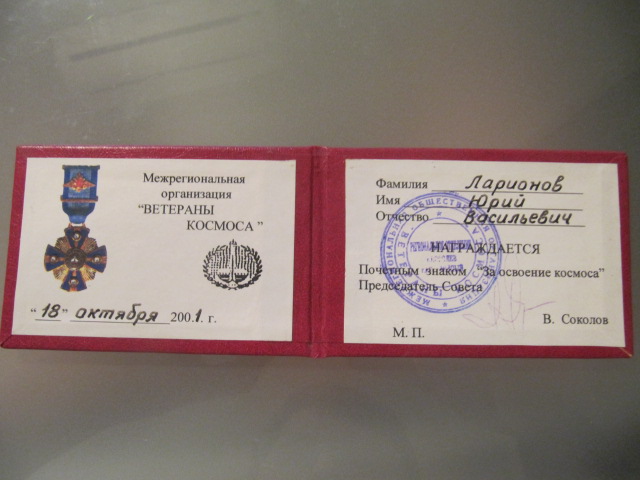 Межрегиональная
организация
"ВЕТЕРАНЫ
КОСМОСА"
"18" октября 2001. г.
Фамилия Ларионов
Имя Юрий
Отчество Васильевич
НАГРАЖДАЕТСЯ
Почетным знаком "За освоение космоса"
Председатель Совета
В. Соколов
М. П.